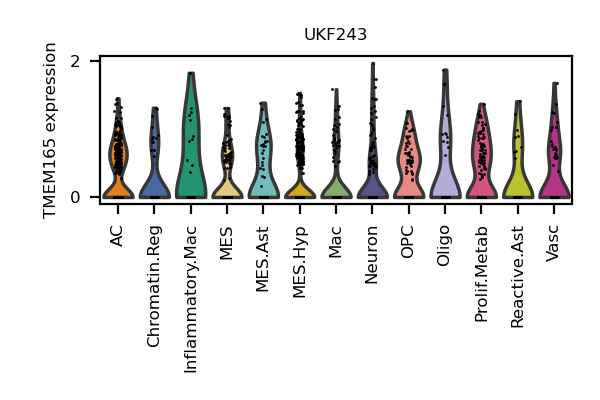 UKF243
TMEM165 expression
2
0
AC
Chromatin.Reg
Inflammatory.Mac
MES
MES.Ast
MES.Hyp
Mac
Neuron
OPC
Oligo
Prolif.Metab
Reactive.Ast
Vasc